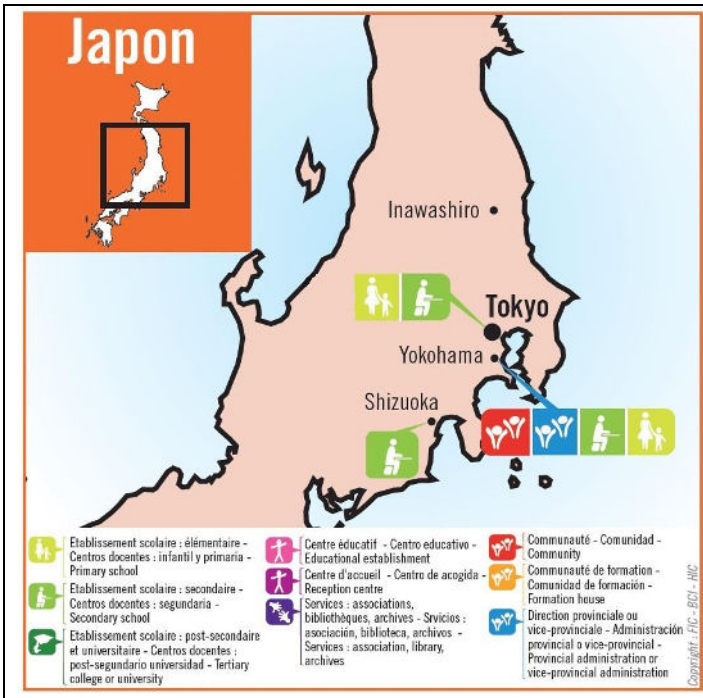 Japon
Inawashiro
Tokyo
Yokohama
Shizuoka
Etablissement scolaire : élémentaire -
Centros docentes : infantil y primaria -
Primary school
Etablissement scolaire : secondaire -
Centros docentes : segundaria -
Secondary school
Etablissement scolaire : post-secondaire
et universitaire - Centros docentes :
post-segundario universidad - Tertiary
college or university
Centre éducatif - Centro educativo -
Educational establishment
Centre d'accueil - Centro de acogida -
Reception centre
Services : associations,
bibliothèques, archives - Srvicios :
asociación, biblioteca, archivos -
Services : association, library,
archives
Communauté - Comunidad -
Community
Communauté de formation -
Comunidad de formación -
Formation house
Direction provinciale ou
vice-provinciale - Administración
provincial o vice-provincial -
Provincial administration or
vice-provincial administration
Copyright : FIC - BCI - HIC